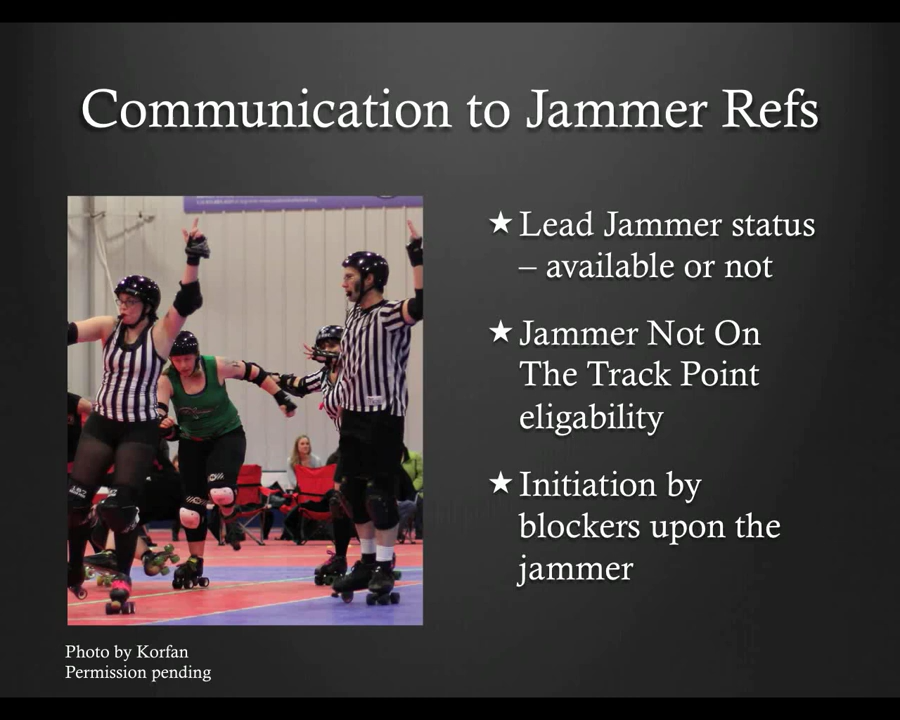 Communication to Jammer Refs
★ Lead Jammer status
– available or not
★ Jammer Not On
The Track Point
eligability
★ Initiation by
blockers upon the
jammer
Photo by Korfan
Permission pending